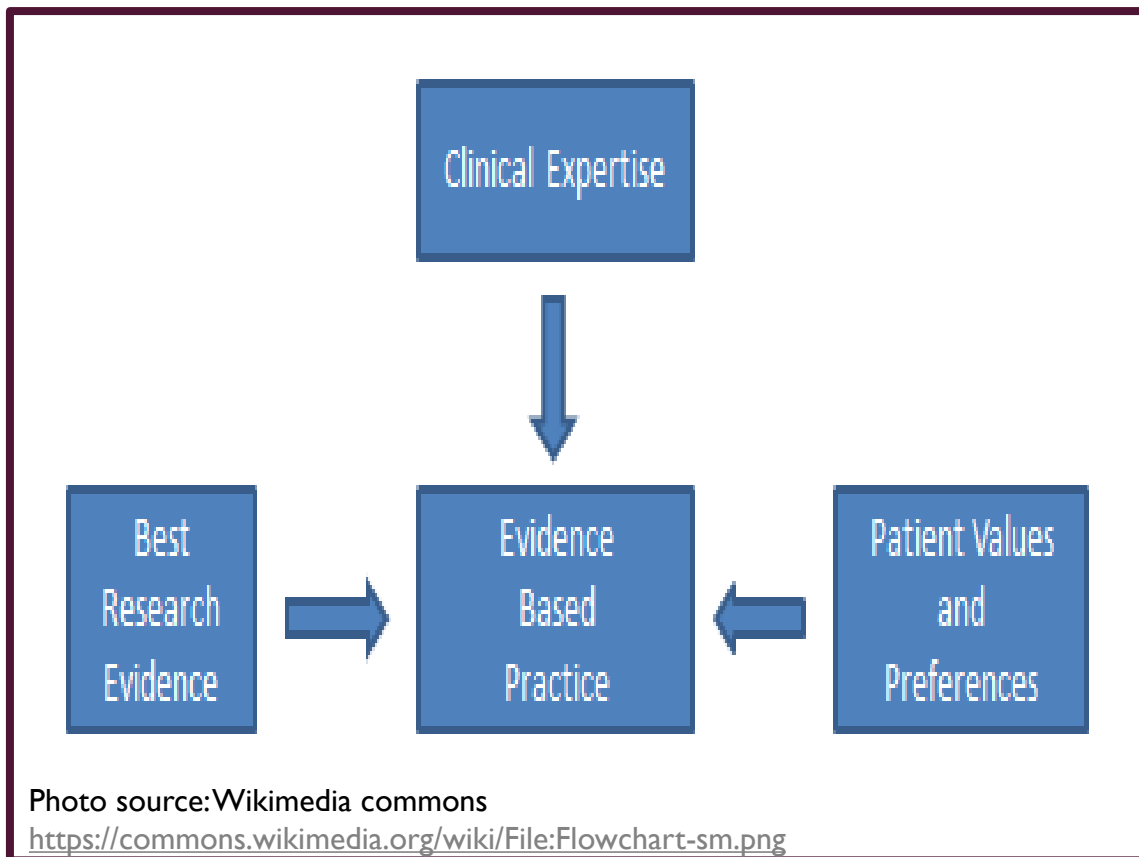 Clinical Expertise
Best
Research
Evidence
Evidence
Based
Practice
Patient Values
and
Preferences
Photo source: Wikimedia commons
https://commons.wikimedia.org/wiki/File:Flowchart-sm.png